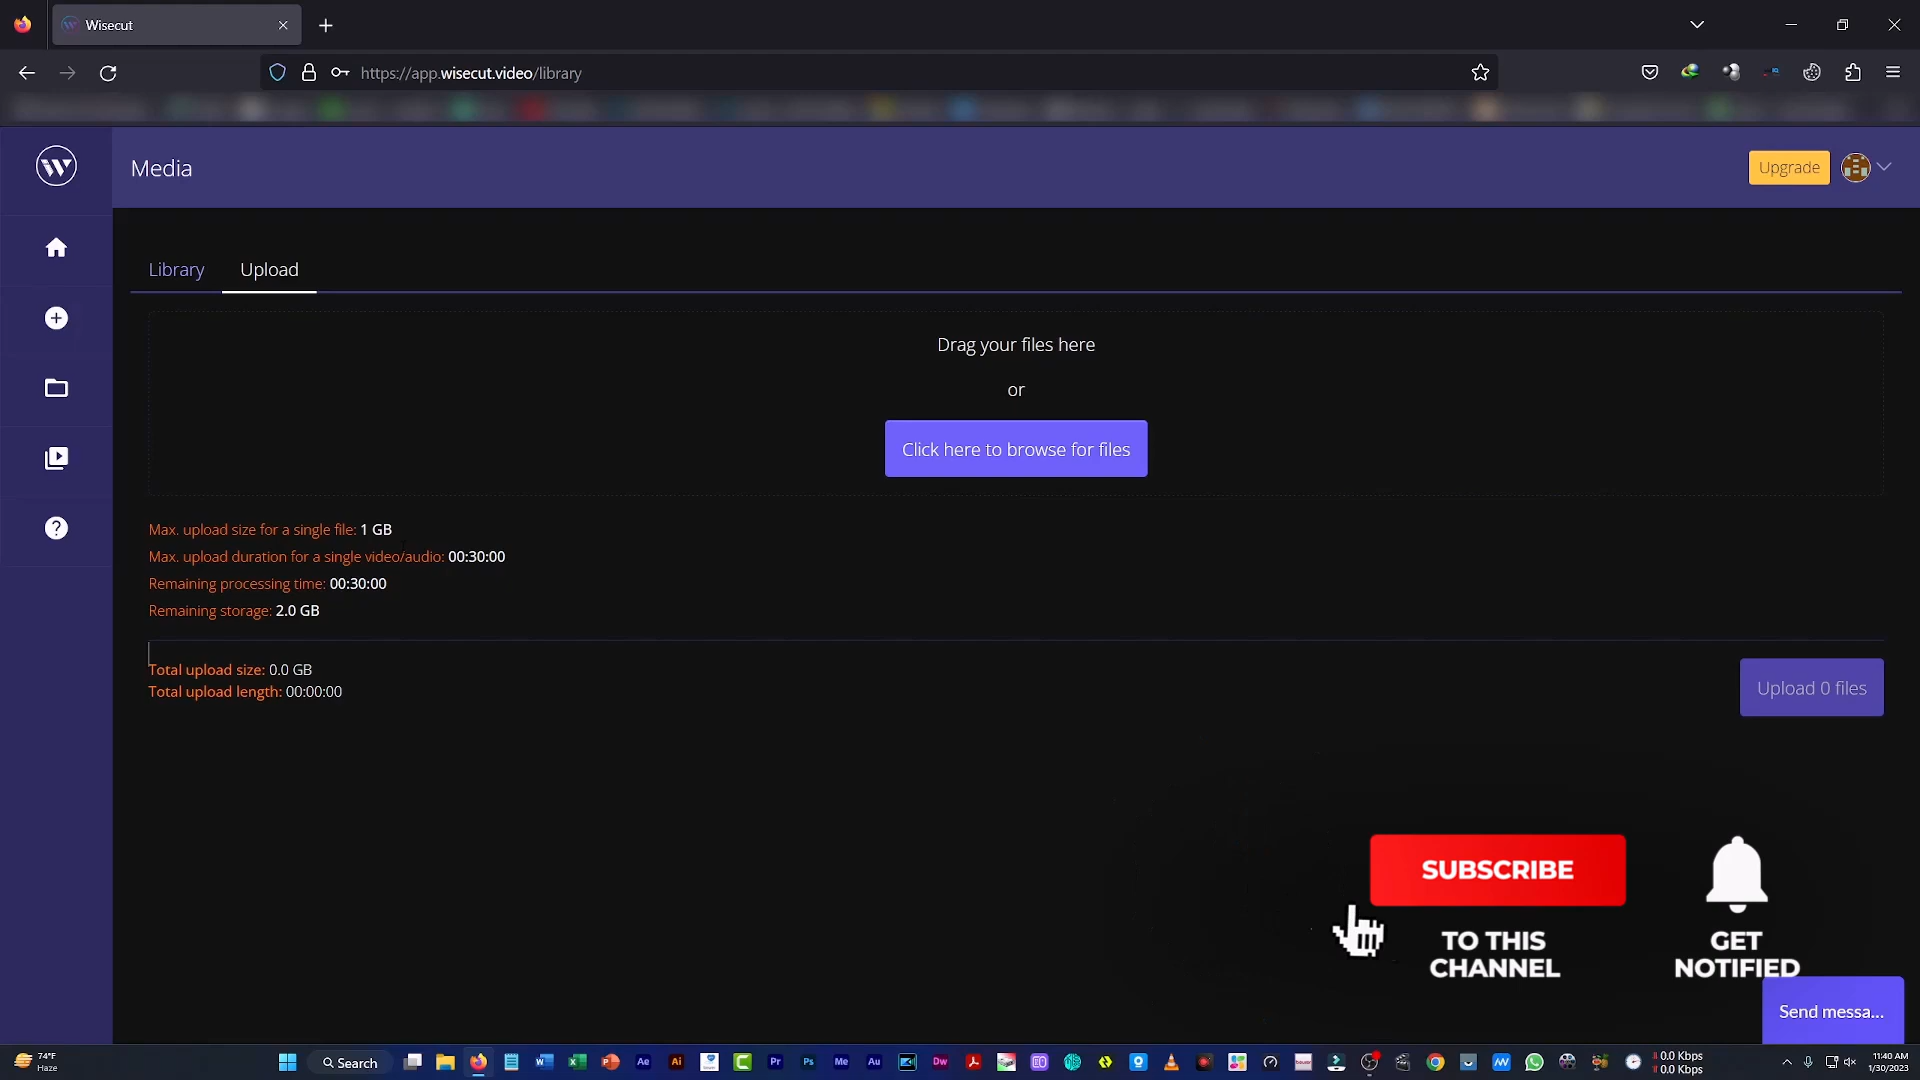 Wisecut
https://app.wisecut.video/library
Media
Upgrade
Library
Upload
Drag your files here
or
Click here to browse for files
Max. upload size for a single file: 1 GB
Max. upload duration for a single video/audio: 00:30:00
Remaining processing time: 00:30:00
Remaining storage: 2.0 GB
Total upload size: 0.0 GB
Total upload length: 00:00:00
Upload 0 files
SUBSCRIBE
TO THIS
CHANNEL
GET
NOTIFIED
Send messa...
74°F
Haze
Search
0.0 Kbps
0.0 Kbps
11:40 AM
1/30/2023